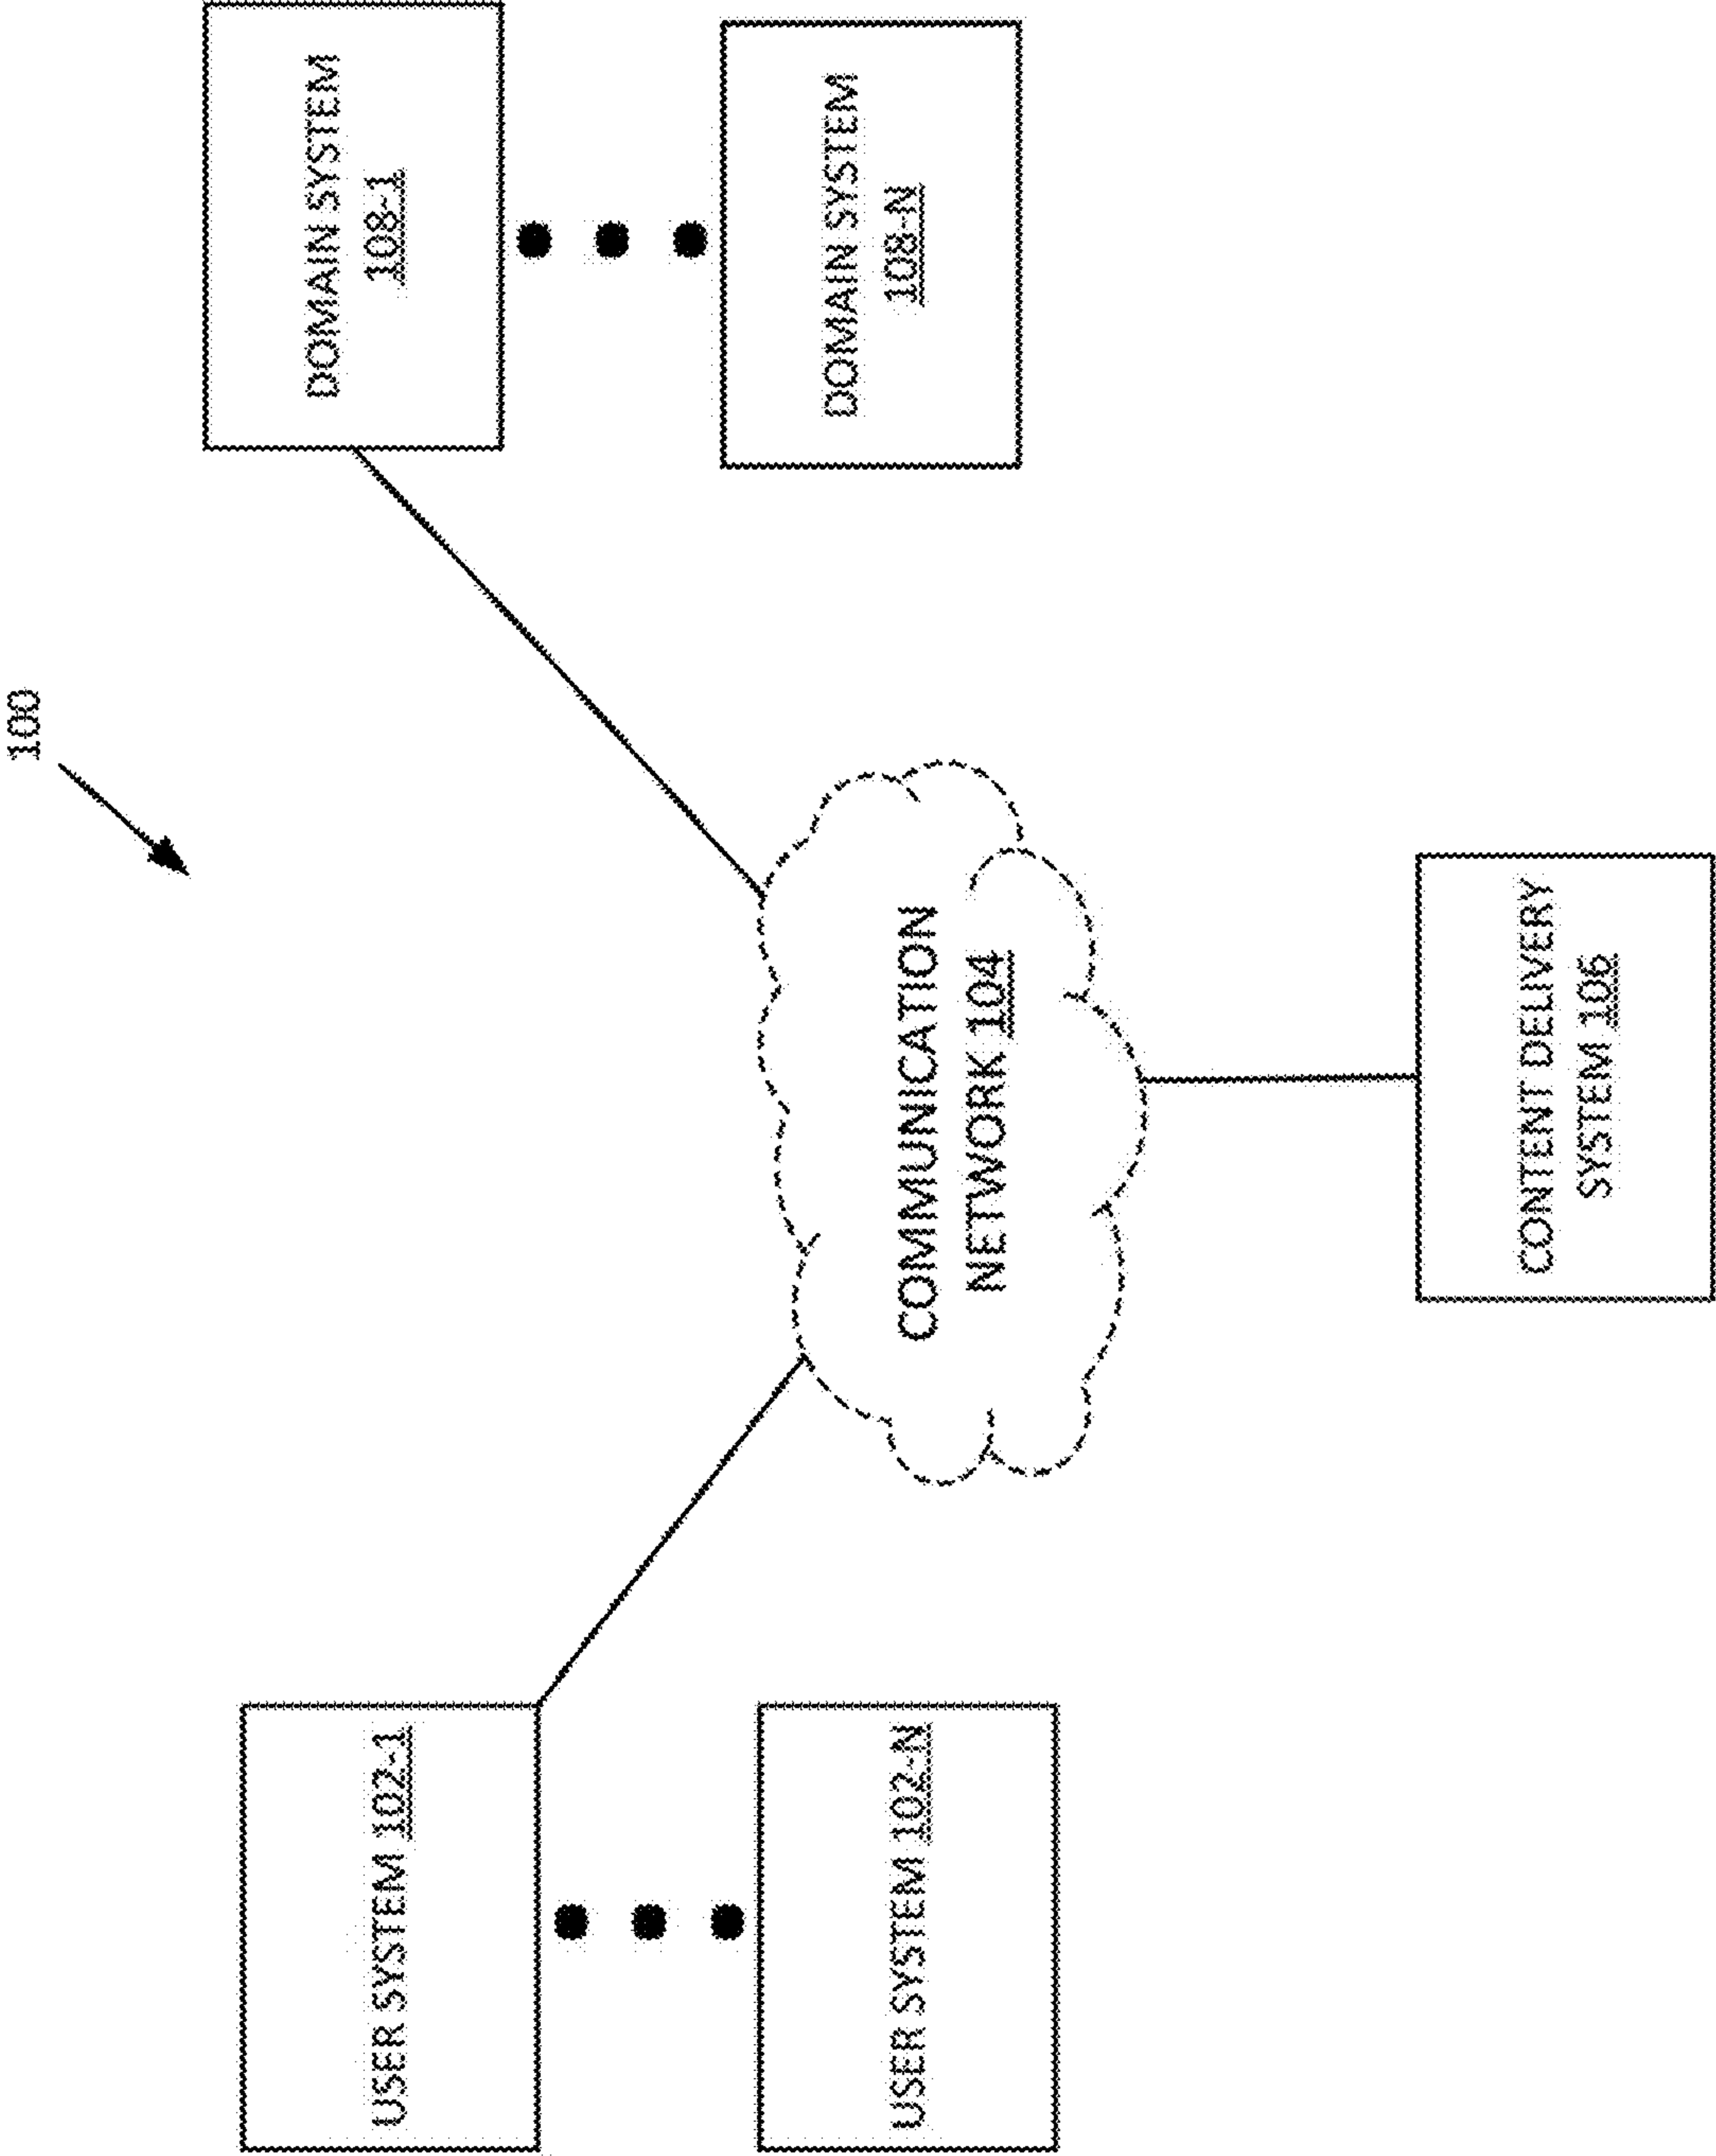 100
USER SYSTEM 102-1
USER SYSTEM 102-N
COMMUNICATION
NETWORK 104
DOMAIN SYSTEM
108-1
DOMAIN SYSTEM
108-N
CONTENT DELIVERY
SYSTEM 106